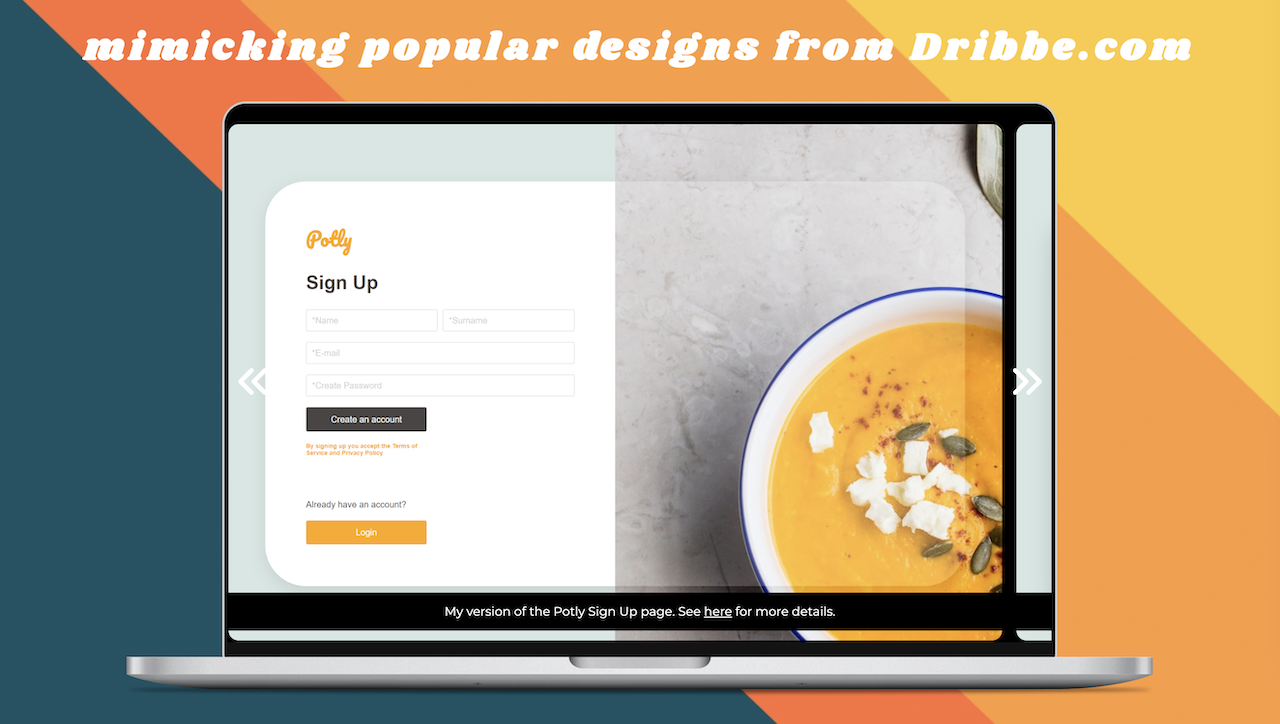 mimicking popular designs from Dribbe.com
Potly
Sign Up
*Name *Surname
*E-mail
*Create Password
Create an account
By signing up you accept the Terms of
Service and Privacy Policy
Already have an account?
Login
My version of the Potly Sign Up page. See here for more details.